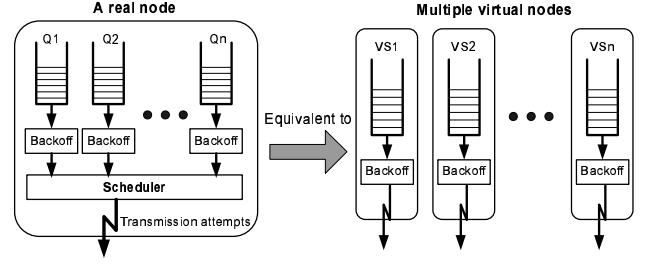 A real node
Multiple virtual nodes
Q1 Q2 Qn
VS1 VS2 VSn
Equivalent to
Backoff Backoff Backoff
Backoff Backoff Backoff
Scheduler
Transmission attempts